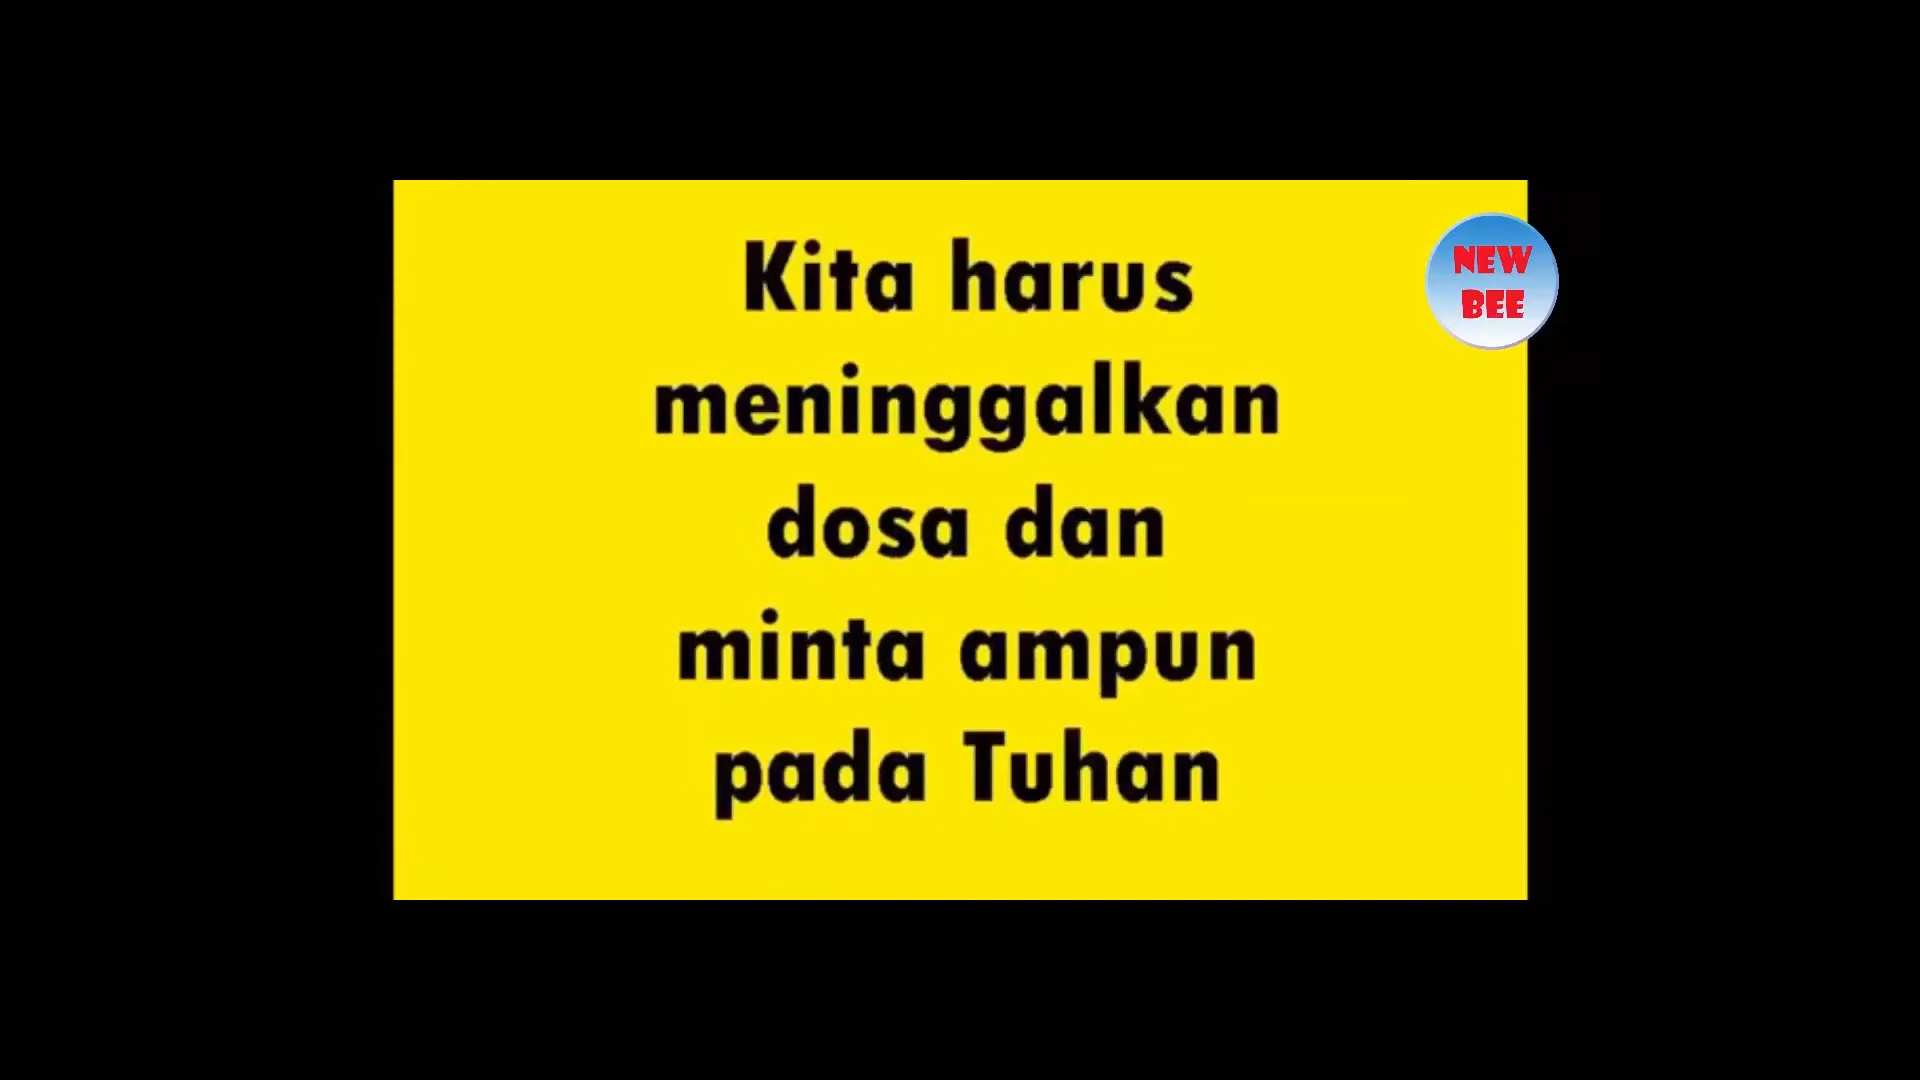 Kita harus
meninggalkan
dosa dan
minta ampun
pada Tuhan
NEW
BEE